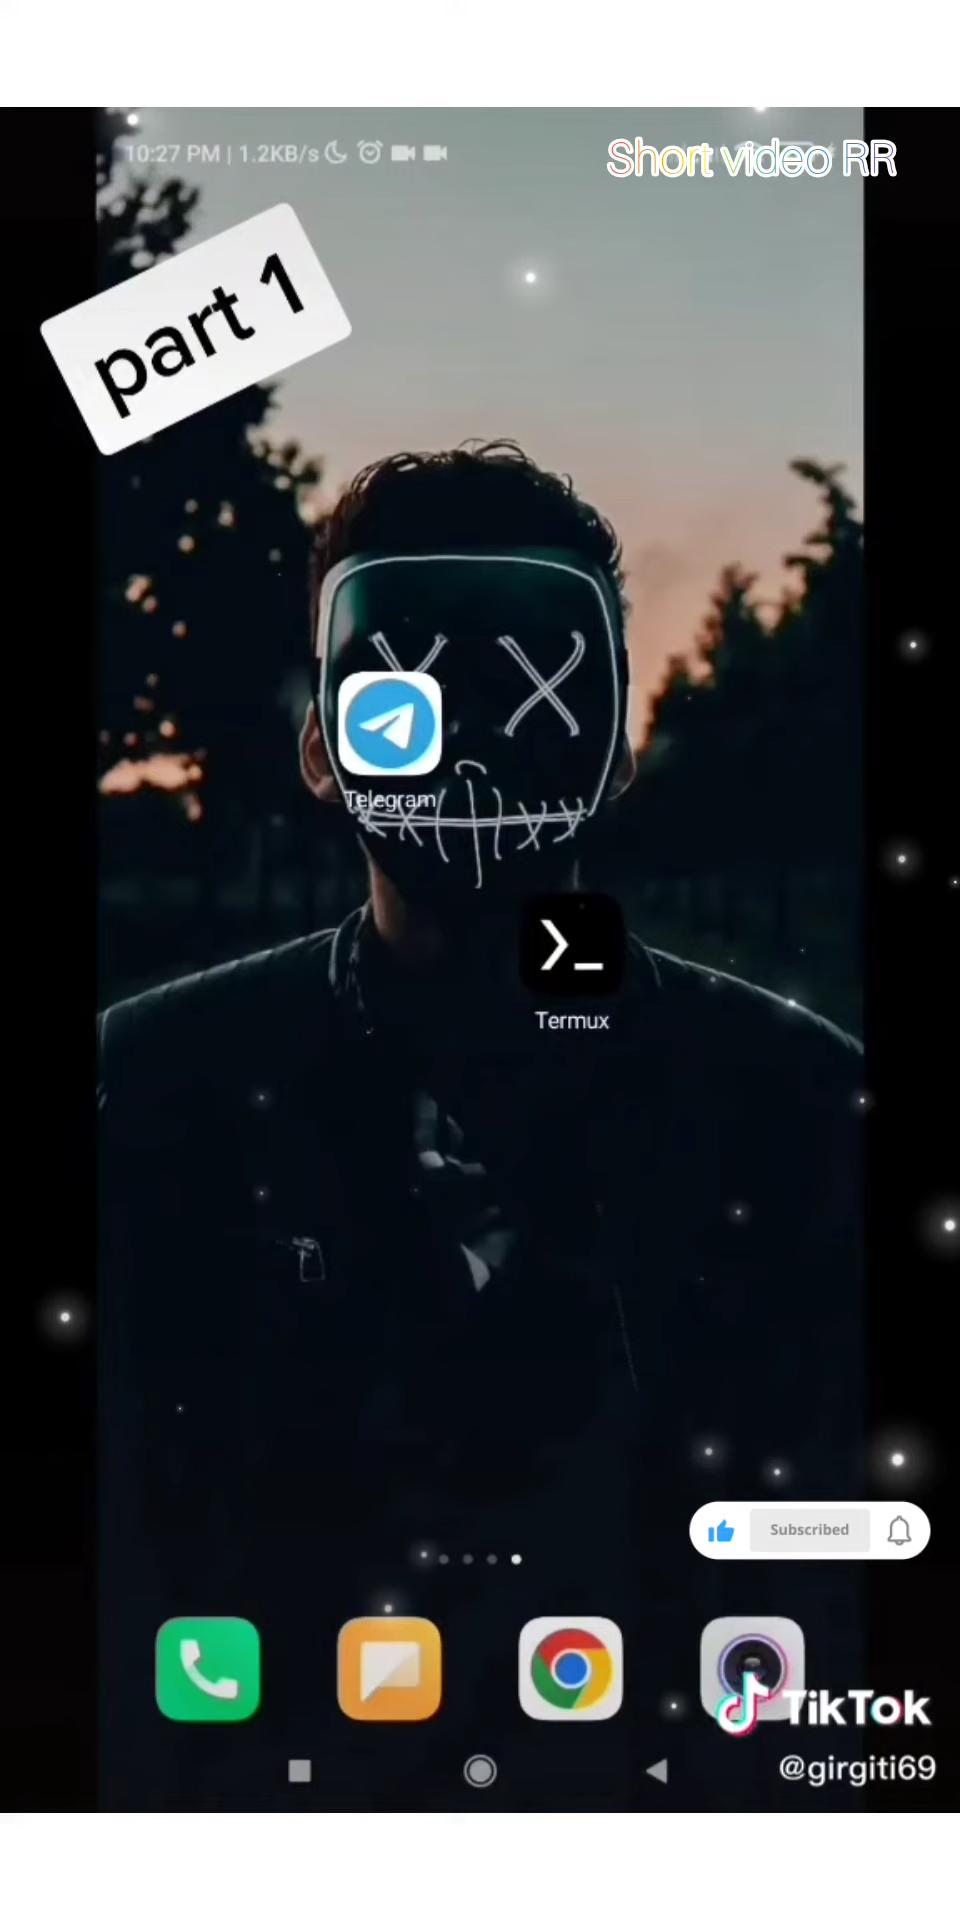 10:27 PM | 1.2KB/s
Short video RR
part 1
Telegram
Termux
Subscribed
TikTok
@girgiti69